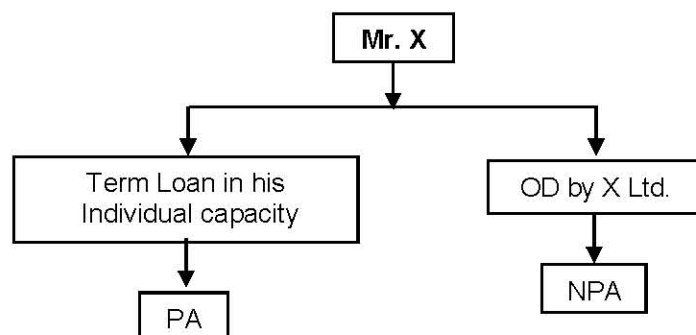 Mr. X
Term Loan in his
Individual capacity
OD by X Ltd.
PA
NPA